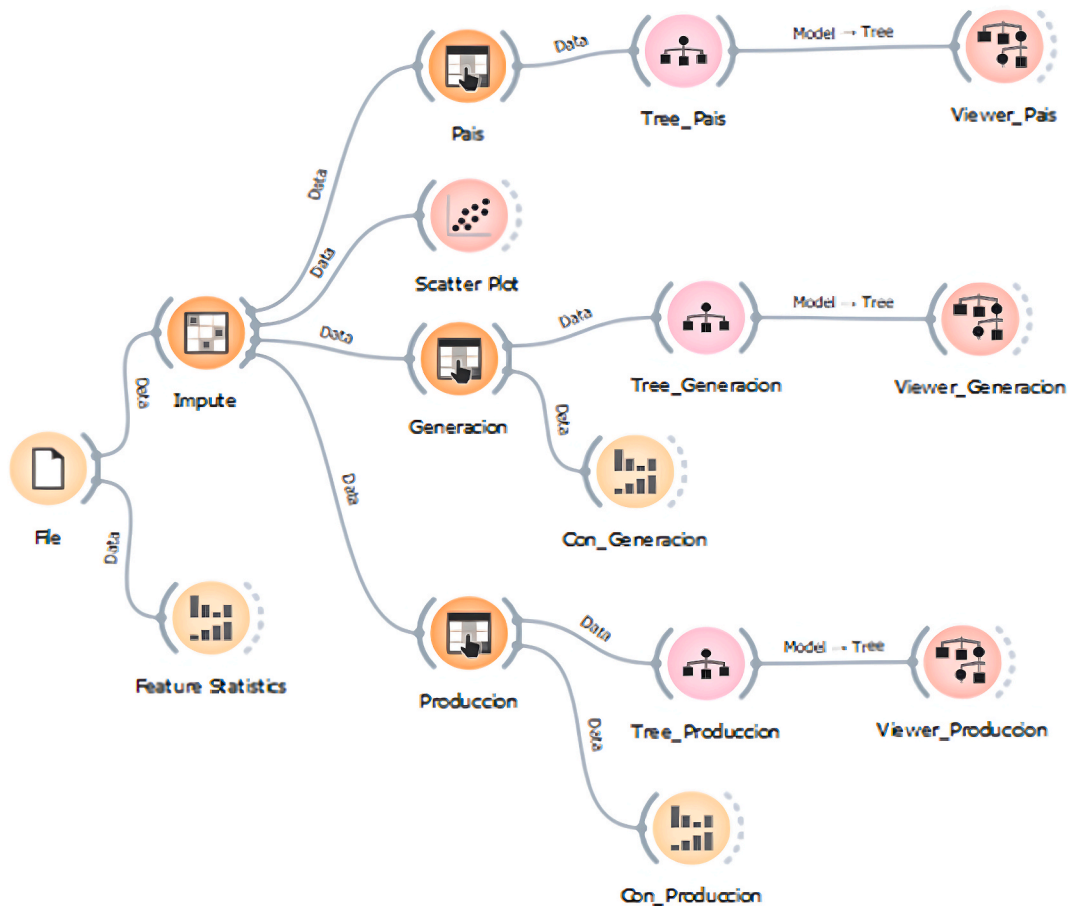 Data
Model → Tree
Pais
Tree_Pais
Viewer_Pais
Data
Data
Scatter Plot
Data
Data
Model → Tree
Impute
Generacion
Tree_Generacion
Viewer_Generacion
Data
Data
File
Con_Generacion
Data
Data
Feature Statistics
Produccion
Data
Model → Tree
Tree_Produccion
Viewer_Produccion
Data
Con_Produccion